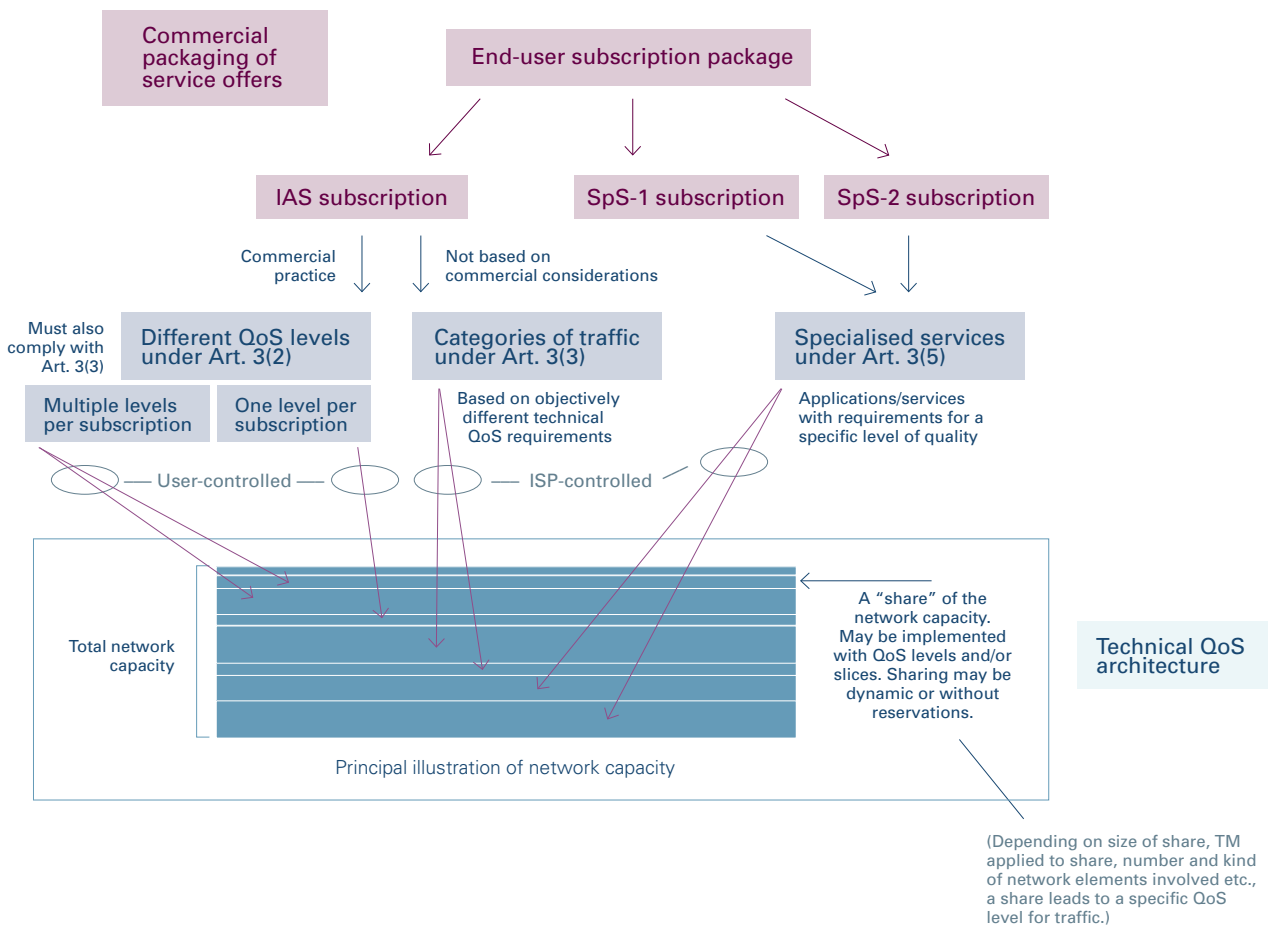 Commercial
packaging of
service offers
End-user subscription package
IAS subscription
SpS-1 subscription
SpS-2 subscription
Commercial
practice
Not based on
commercial considerations
Must also
comply with
Art. 3(3)
Different QoS levels
under Art. 3(2)
Categories of traffic
under Art. 3(3)
Specialised services
under Art. 3(5)
Multiple levels
per subscription
One level per
subscription
Based on objectively
different technical
QoS requirements
Applications/services
with requirements for a
specific level of quality
User-controlled
ISP-controlled
Total network
capacity
A “share” of the
network capacity.
May be implemented
with QoS levels and/or
slices. Sharing may be
dynamic or without
reservations.
Technical QoS
architecture
Principal illustration of network capacity
(Depending on size of share, TM
applied to share, number and kind
of network elements involved etc.,
a share leads to a specific QoS
level for traffic.)